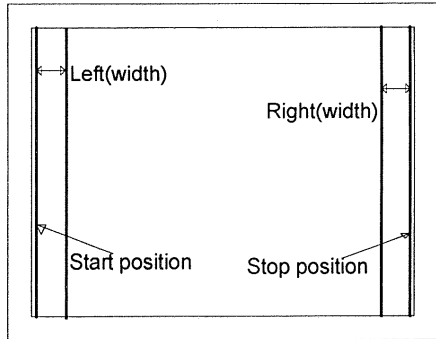 Left(width)
Right(width)
Start position
Stop position